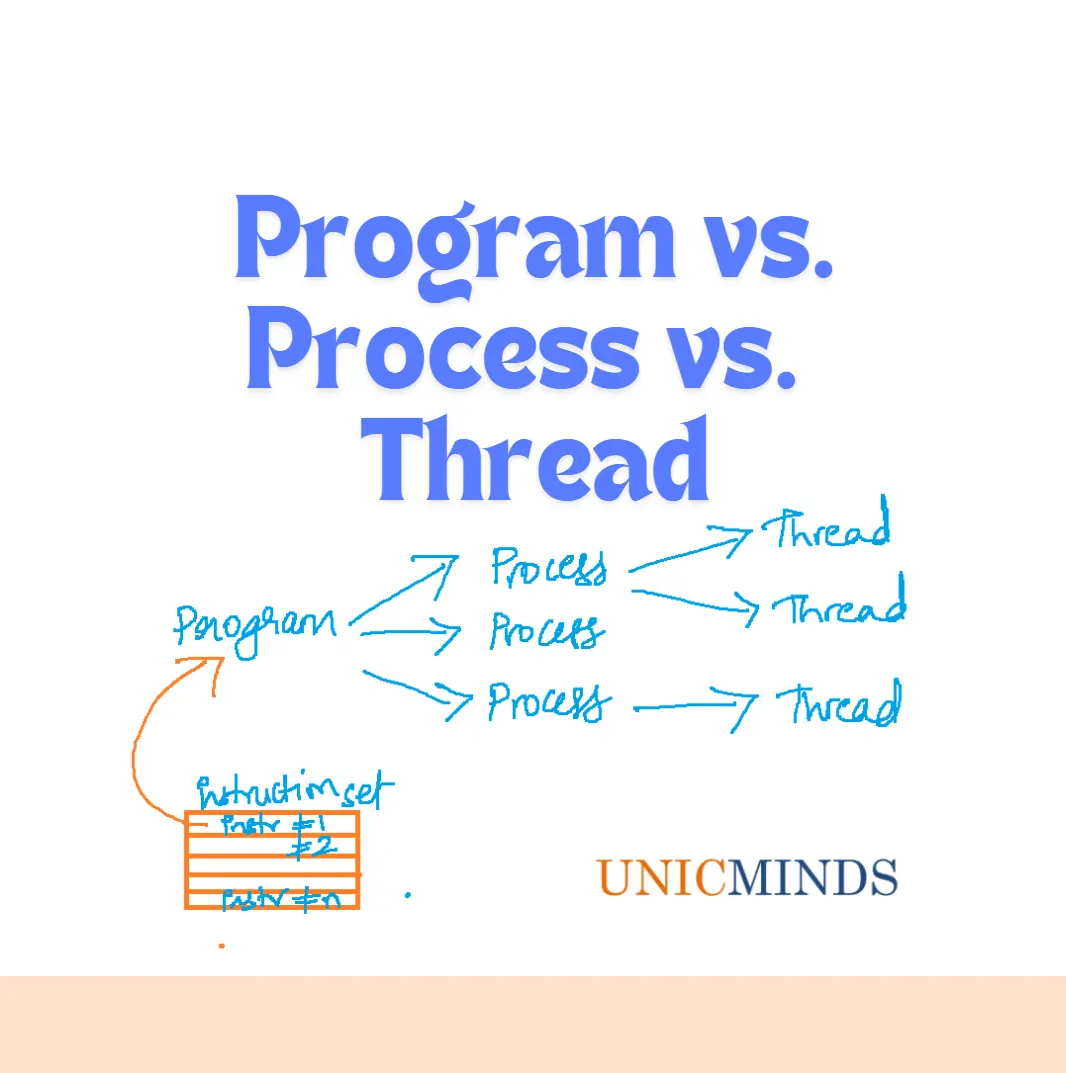 Program vs.
Process vs.
Thread
Thread
Process
Thread
Program
Process
Process
Thread
Instruction set
Instr #1
#2
Instr #n
UNICMINDS